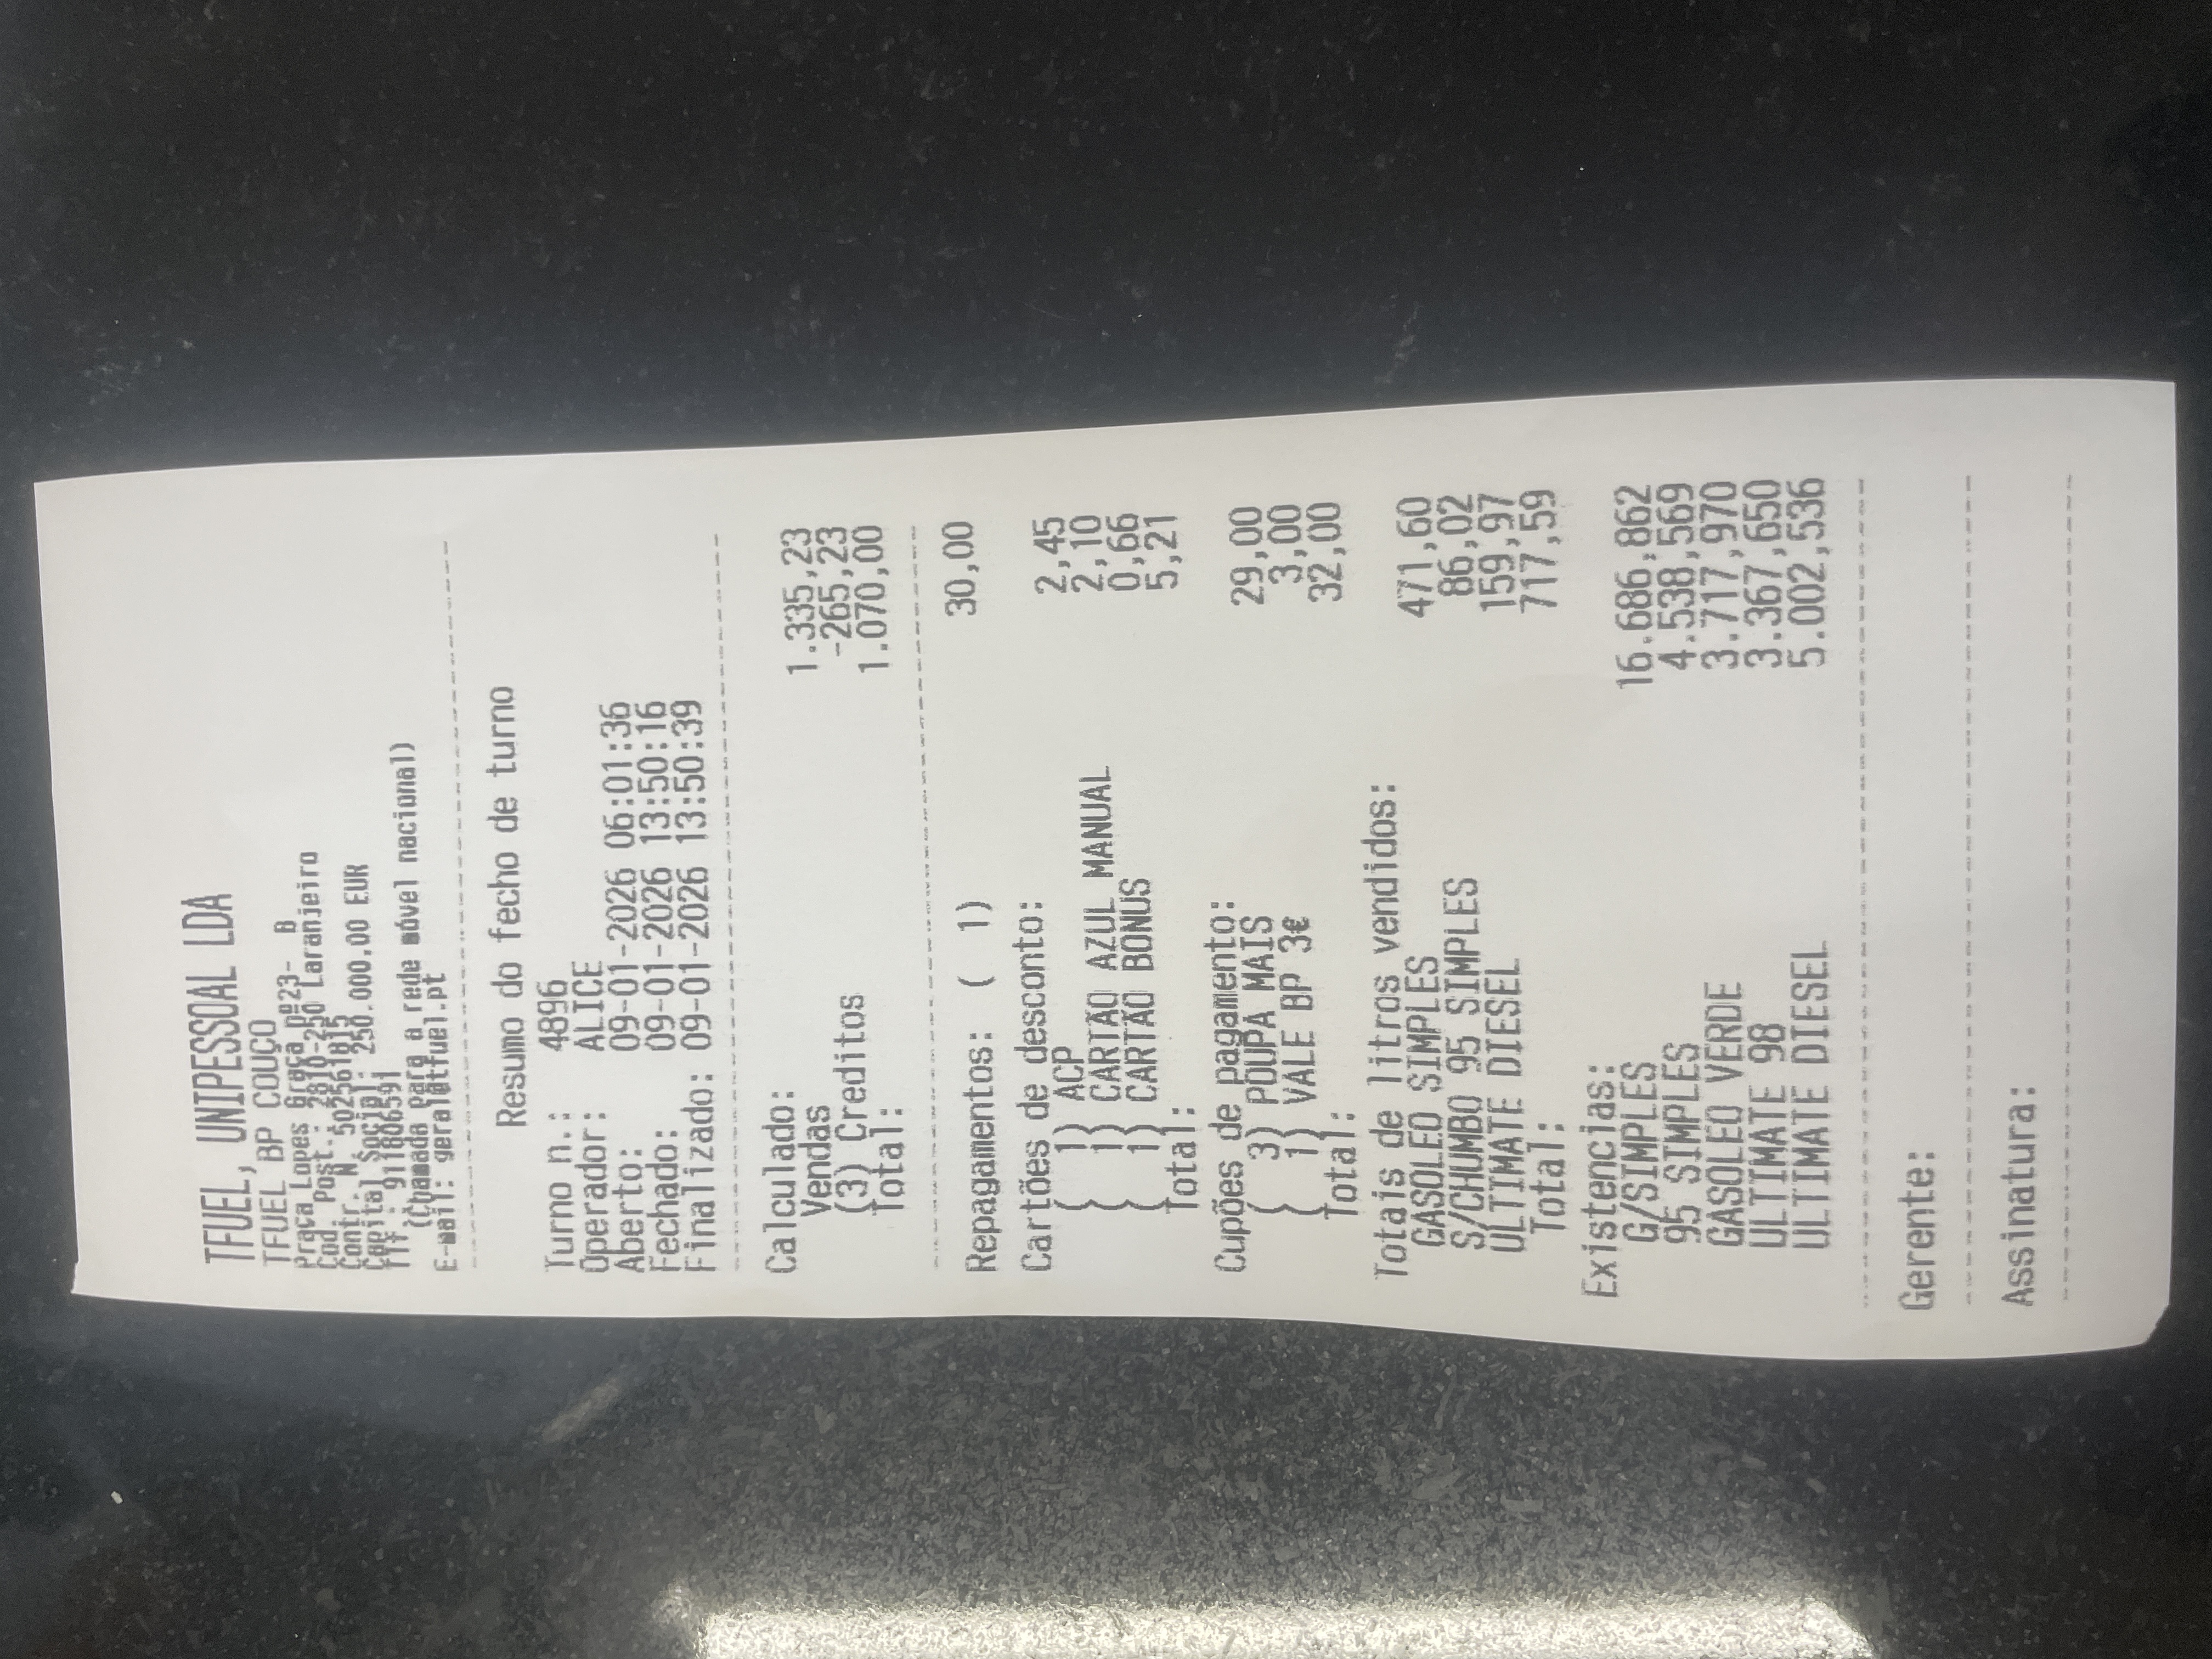 TFUEL, UNIPESSOAL LDA
TFUEL BP COUÇO
Praça Lopes Graça nº23- B
Cod Post.: 2810-250 Laranjeiro
Contr. N. 502561815
Capital Social: 250.000,00 EUR
Tlf: 911806591
(Chamada para a rede móvel nacional)
E-mail: geral@tfuel.pt
Resumo do fecho de turno
Turno n.: 4896
Operador: ALICE
Aberto: 09-01-2026 06:01:36
Fechado: 09-01-2026 13:50:16
Finalizado: 09-01-2026 13:50:39
Calculado:
Vendas 1.335,23
(3) Creditos -265,23
Total: 1.070,00
Repagamentos: ( 1) 30,00
Cartões de desconto:
( 1) ACP 2,45
( 1) CARTÃO AZUL MANUAL 2,10
( 1) CARTÃO BONUS 0,66
Total: 5,21
Cupões de pagamento:
( 3) POUPA MAIS 29,00
( 1) VALE BP 3€ 3,00
Total: 32,00
Totais de litros vendidos:
GASOLEO SIMPLES 471,60
S/CHUMBO 95 SIMPLES 86,02
ULTIMATE DIESEL 159,97
Total: 717,59
Existencias:
G/SIMPLES 16.686,862
95 SIMPLES 4.538,569
GASOLEO VERDE 3.717,970
ULTIMATE 98 3.367,650
ULTIMATE DIESEL 5.002,536
Gerente:
Assinatura: